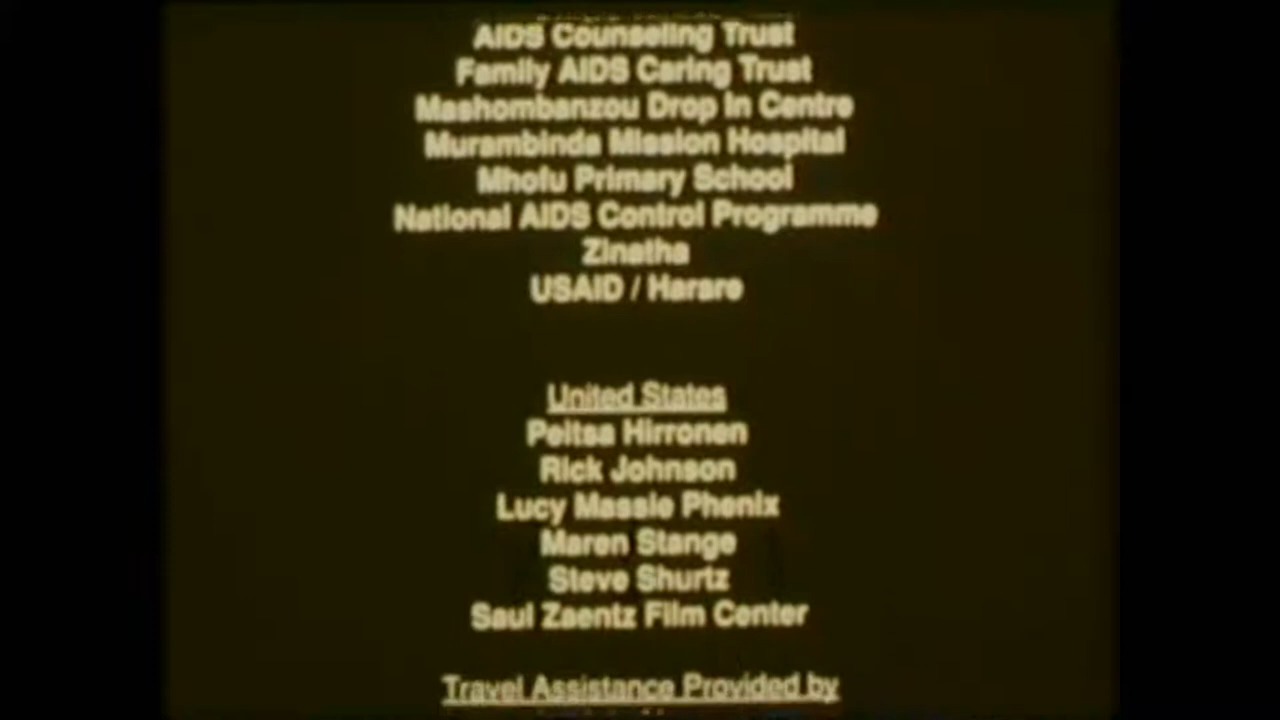 AIDS Counseling Trust
Family AIDS Caring Trust
Mashombanzou Drop In Centre
Murambinda Mission Hospital
Mhofu Primary School
National AIDS Control Programme
Zinatha
USAID / Harare
United States
Peitsa Hirronen
Rick Johnson
Lucy Massie Phenix
Maren Stange
Steve Shurtz
Saul Zaentz Film Center
Travel Assistance Provided by